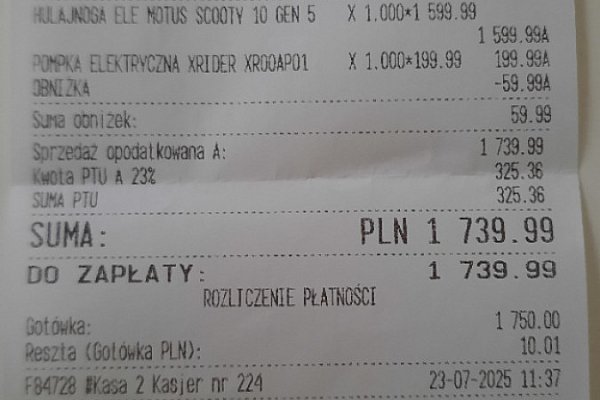 HULAJNOGA ELE MOTUS SCOOTY 10 GEN 5 X 1.000*1 599.99
1 599.99A
POMPKA ELEKTRYCZNA XRIDER XR00AP01 X 1.000*199.99 199.99A
OBNIŻKA -59.99A
Suma obniżek: 59.99
Sprzedaż opodatkowana A: 1 739.99
Kwota PTU A 23% 325.36
SUMA PTU 325.36
SUMA: PLN 1 739.99
DO ZAPŁATY: 1 739.99
ROZLICZENIE PŁATNOŚCI
Gotówka: 1 750.00
Reszta (Gotówka PLN): 10.01
F84728 #Kasa 2 Kasjer nr 224 23-07-2025 11:37